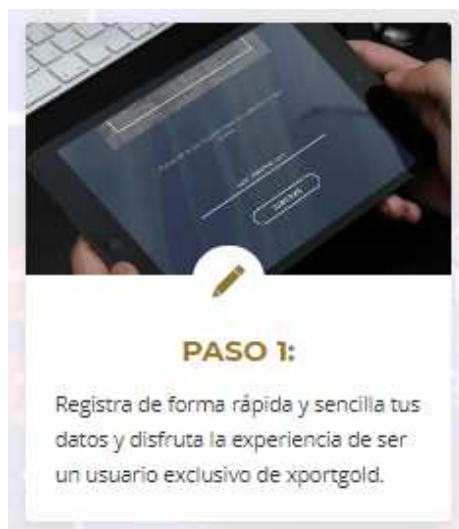 PASO 1:
Registra de forma rápida y sencilla tus
datos y disfruta la experiencia de ser
un usuario exclusivo de xportgold.